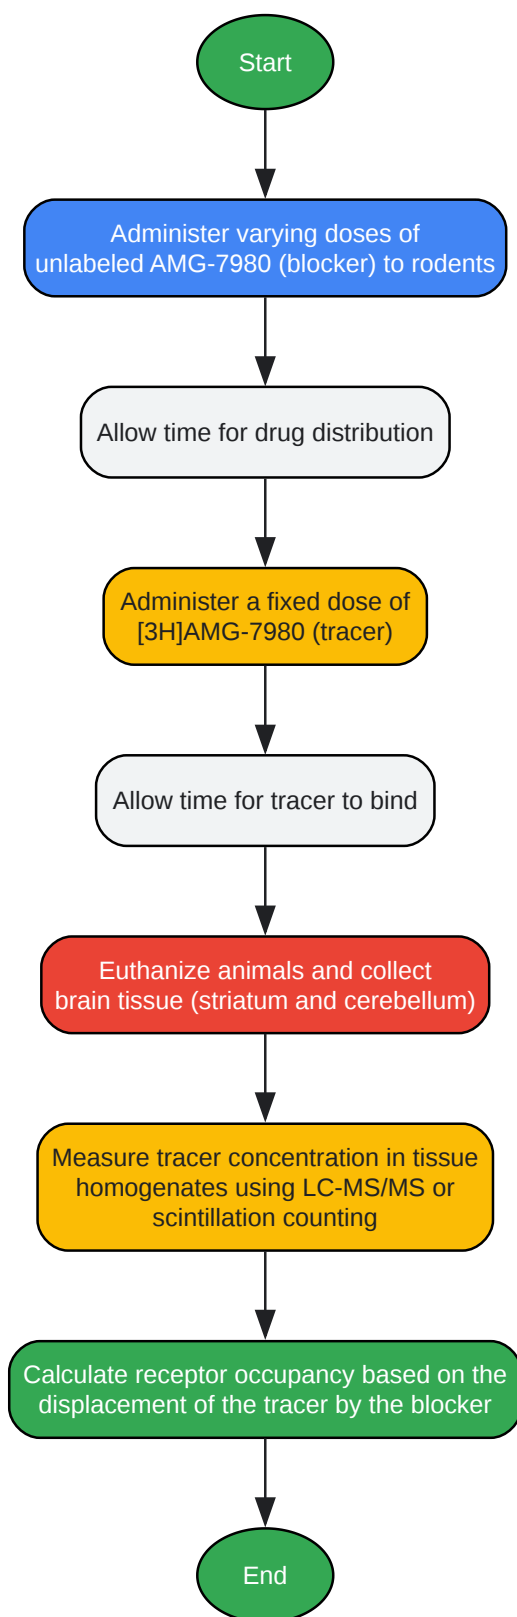 Start
Administer varying doses of
unlabeled AMG-7980 (blocker) to rodents
Allow time for drug distribution
Administer a fixed dose of
[3H]AMG-7980 (tracer)
Allow time for tracer to bind
Euthanize animals and collect
brain tissue (striatum and cerebellum)
Measure tracer concentration in tissue
homogenates using LC-MS/MS or
scintillation counting
Calculate receptor occupancy based on the
displacement of the tracer by the blocker
End